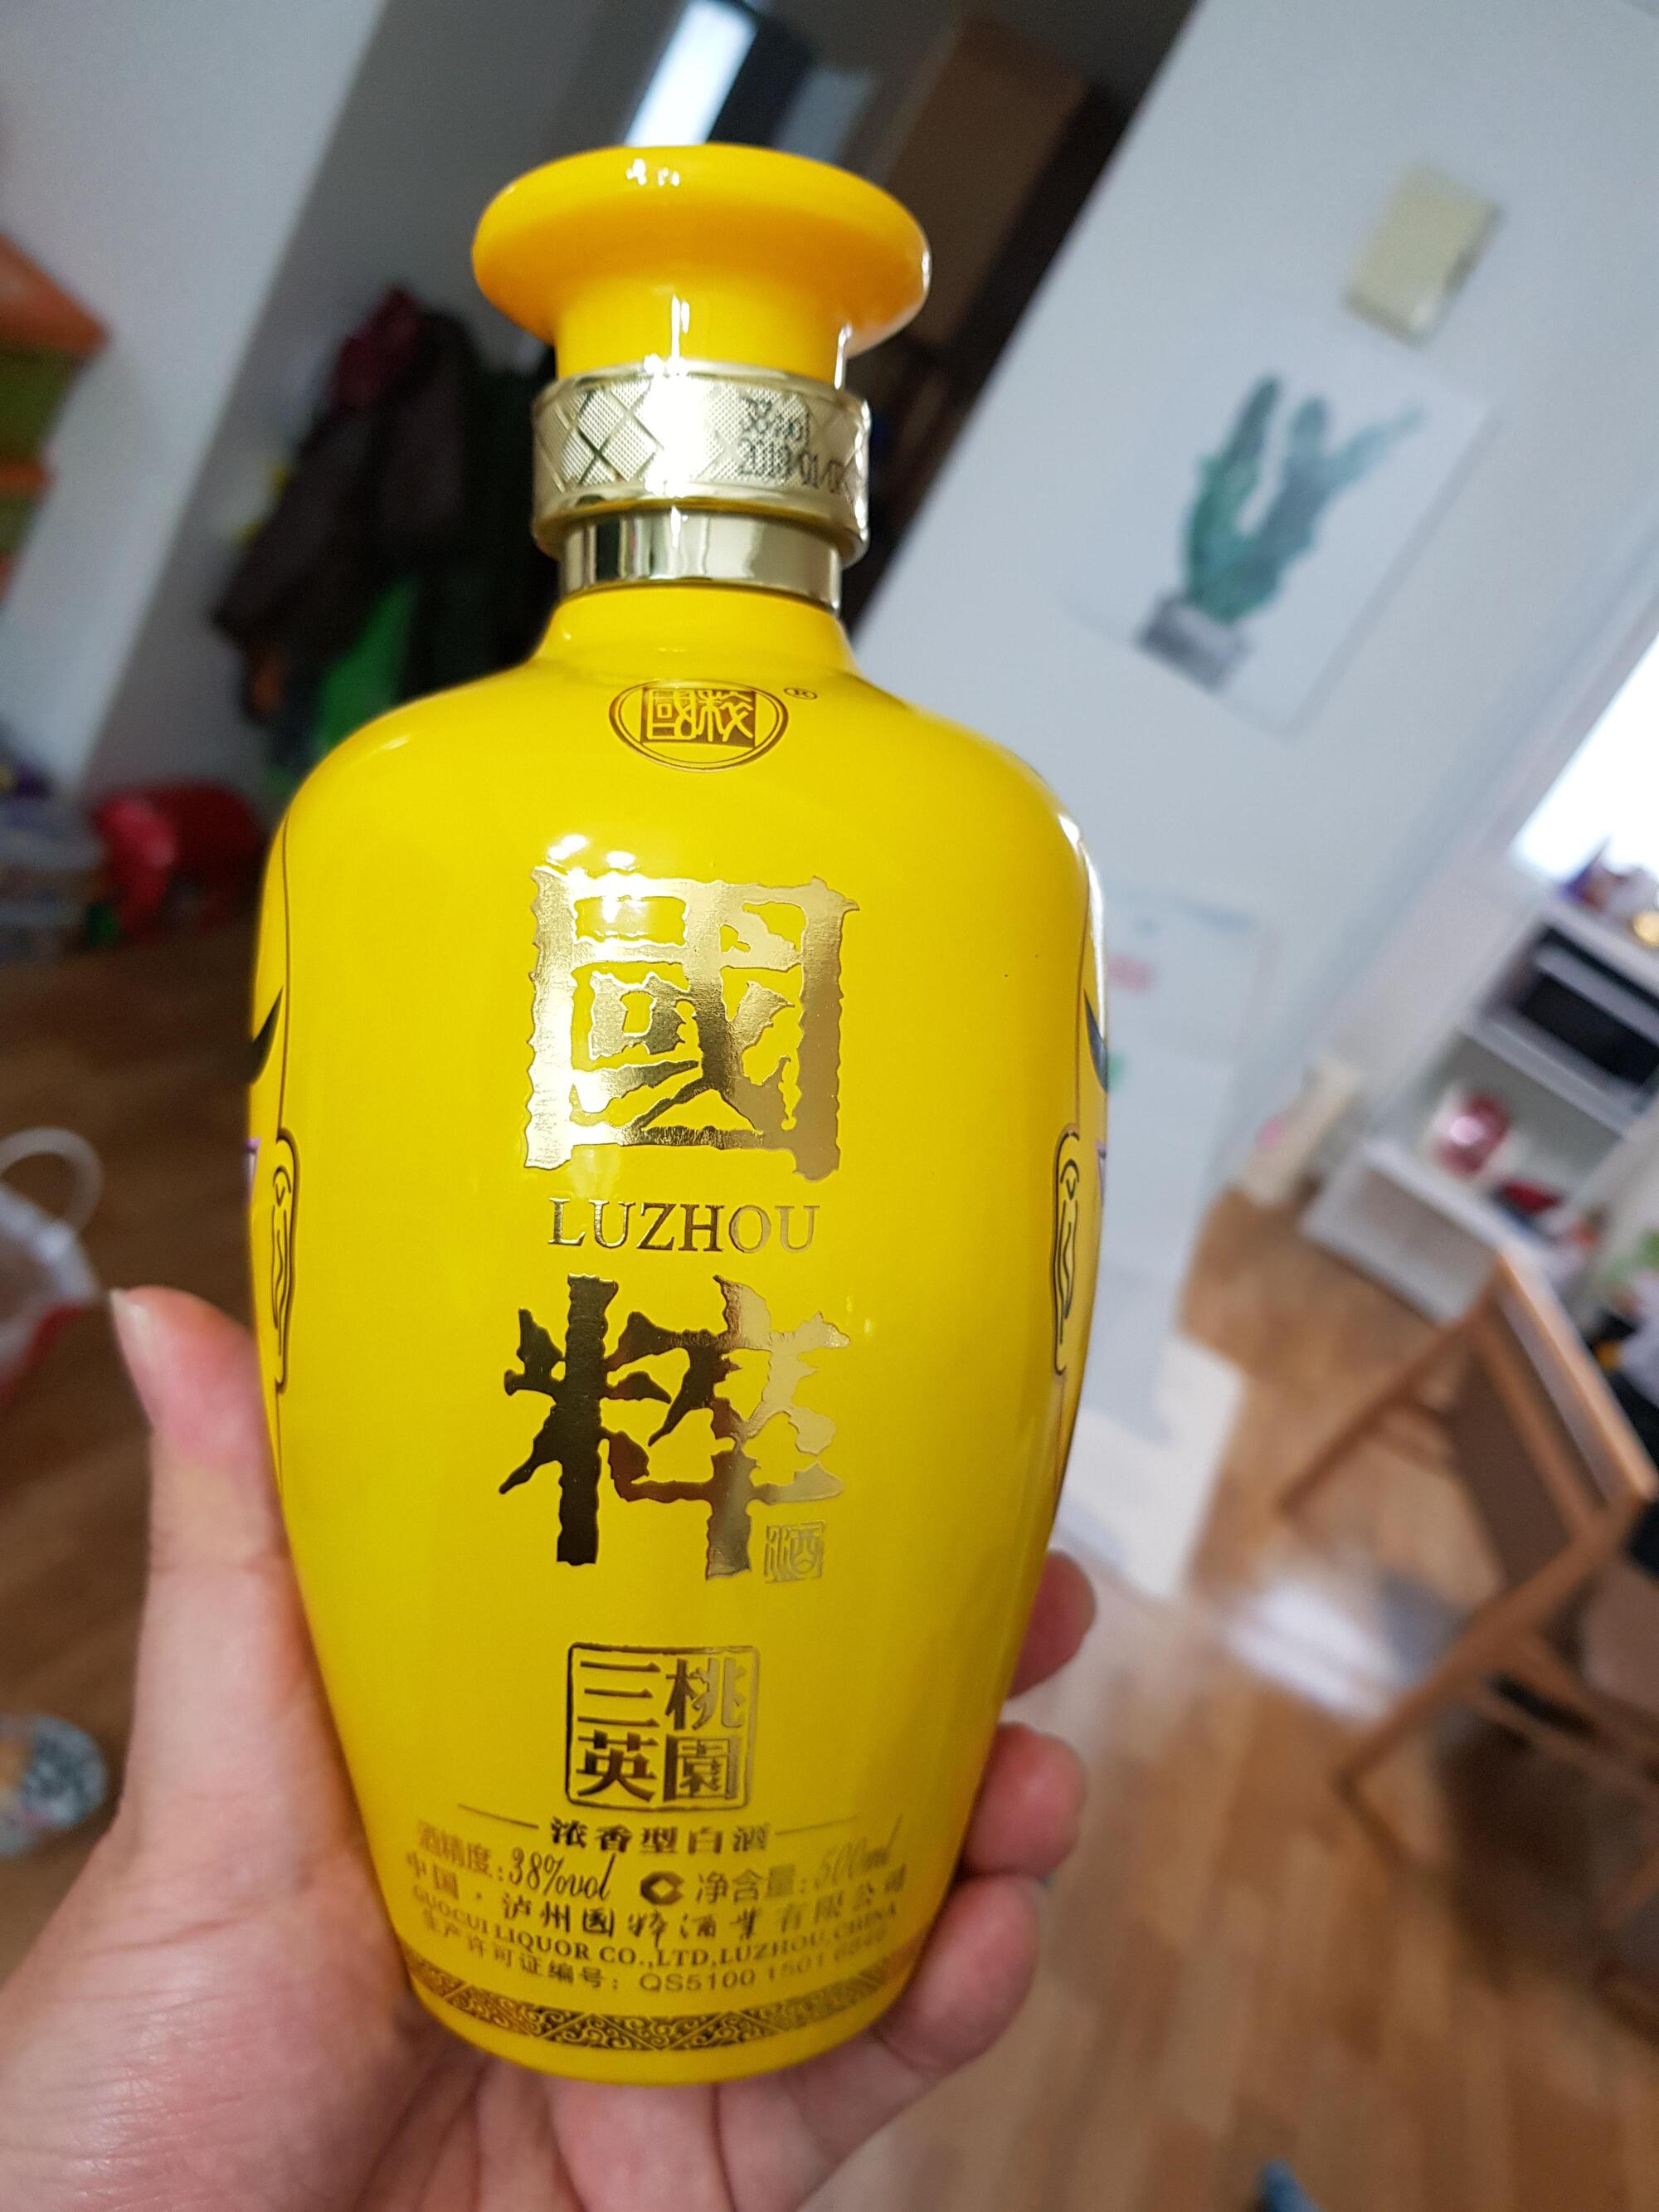 38%vol
國粹®
國
LUZHOU
粹
酒
桃園
三英
浓香型白酒
酒精度:38%vol 净含量:500ml
中国·泸州国粹酒业有限公司
GUOCUI LIQUOR CO.,LTD,LUZHOU,CHINA
生产许可证编号: QS5100 1501